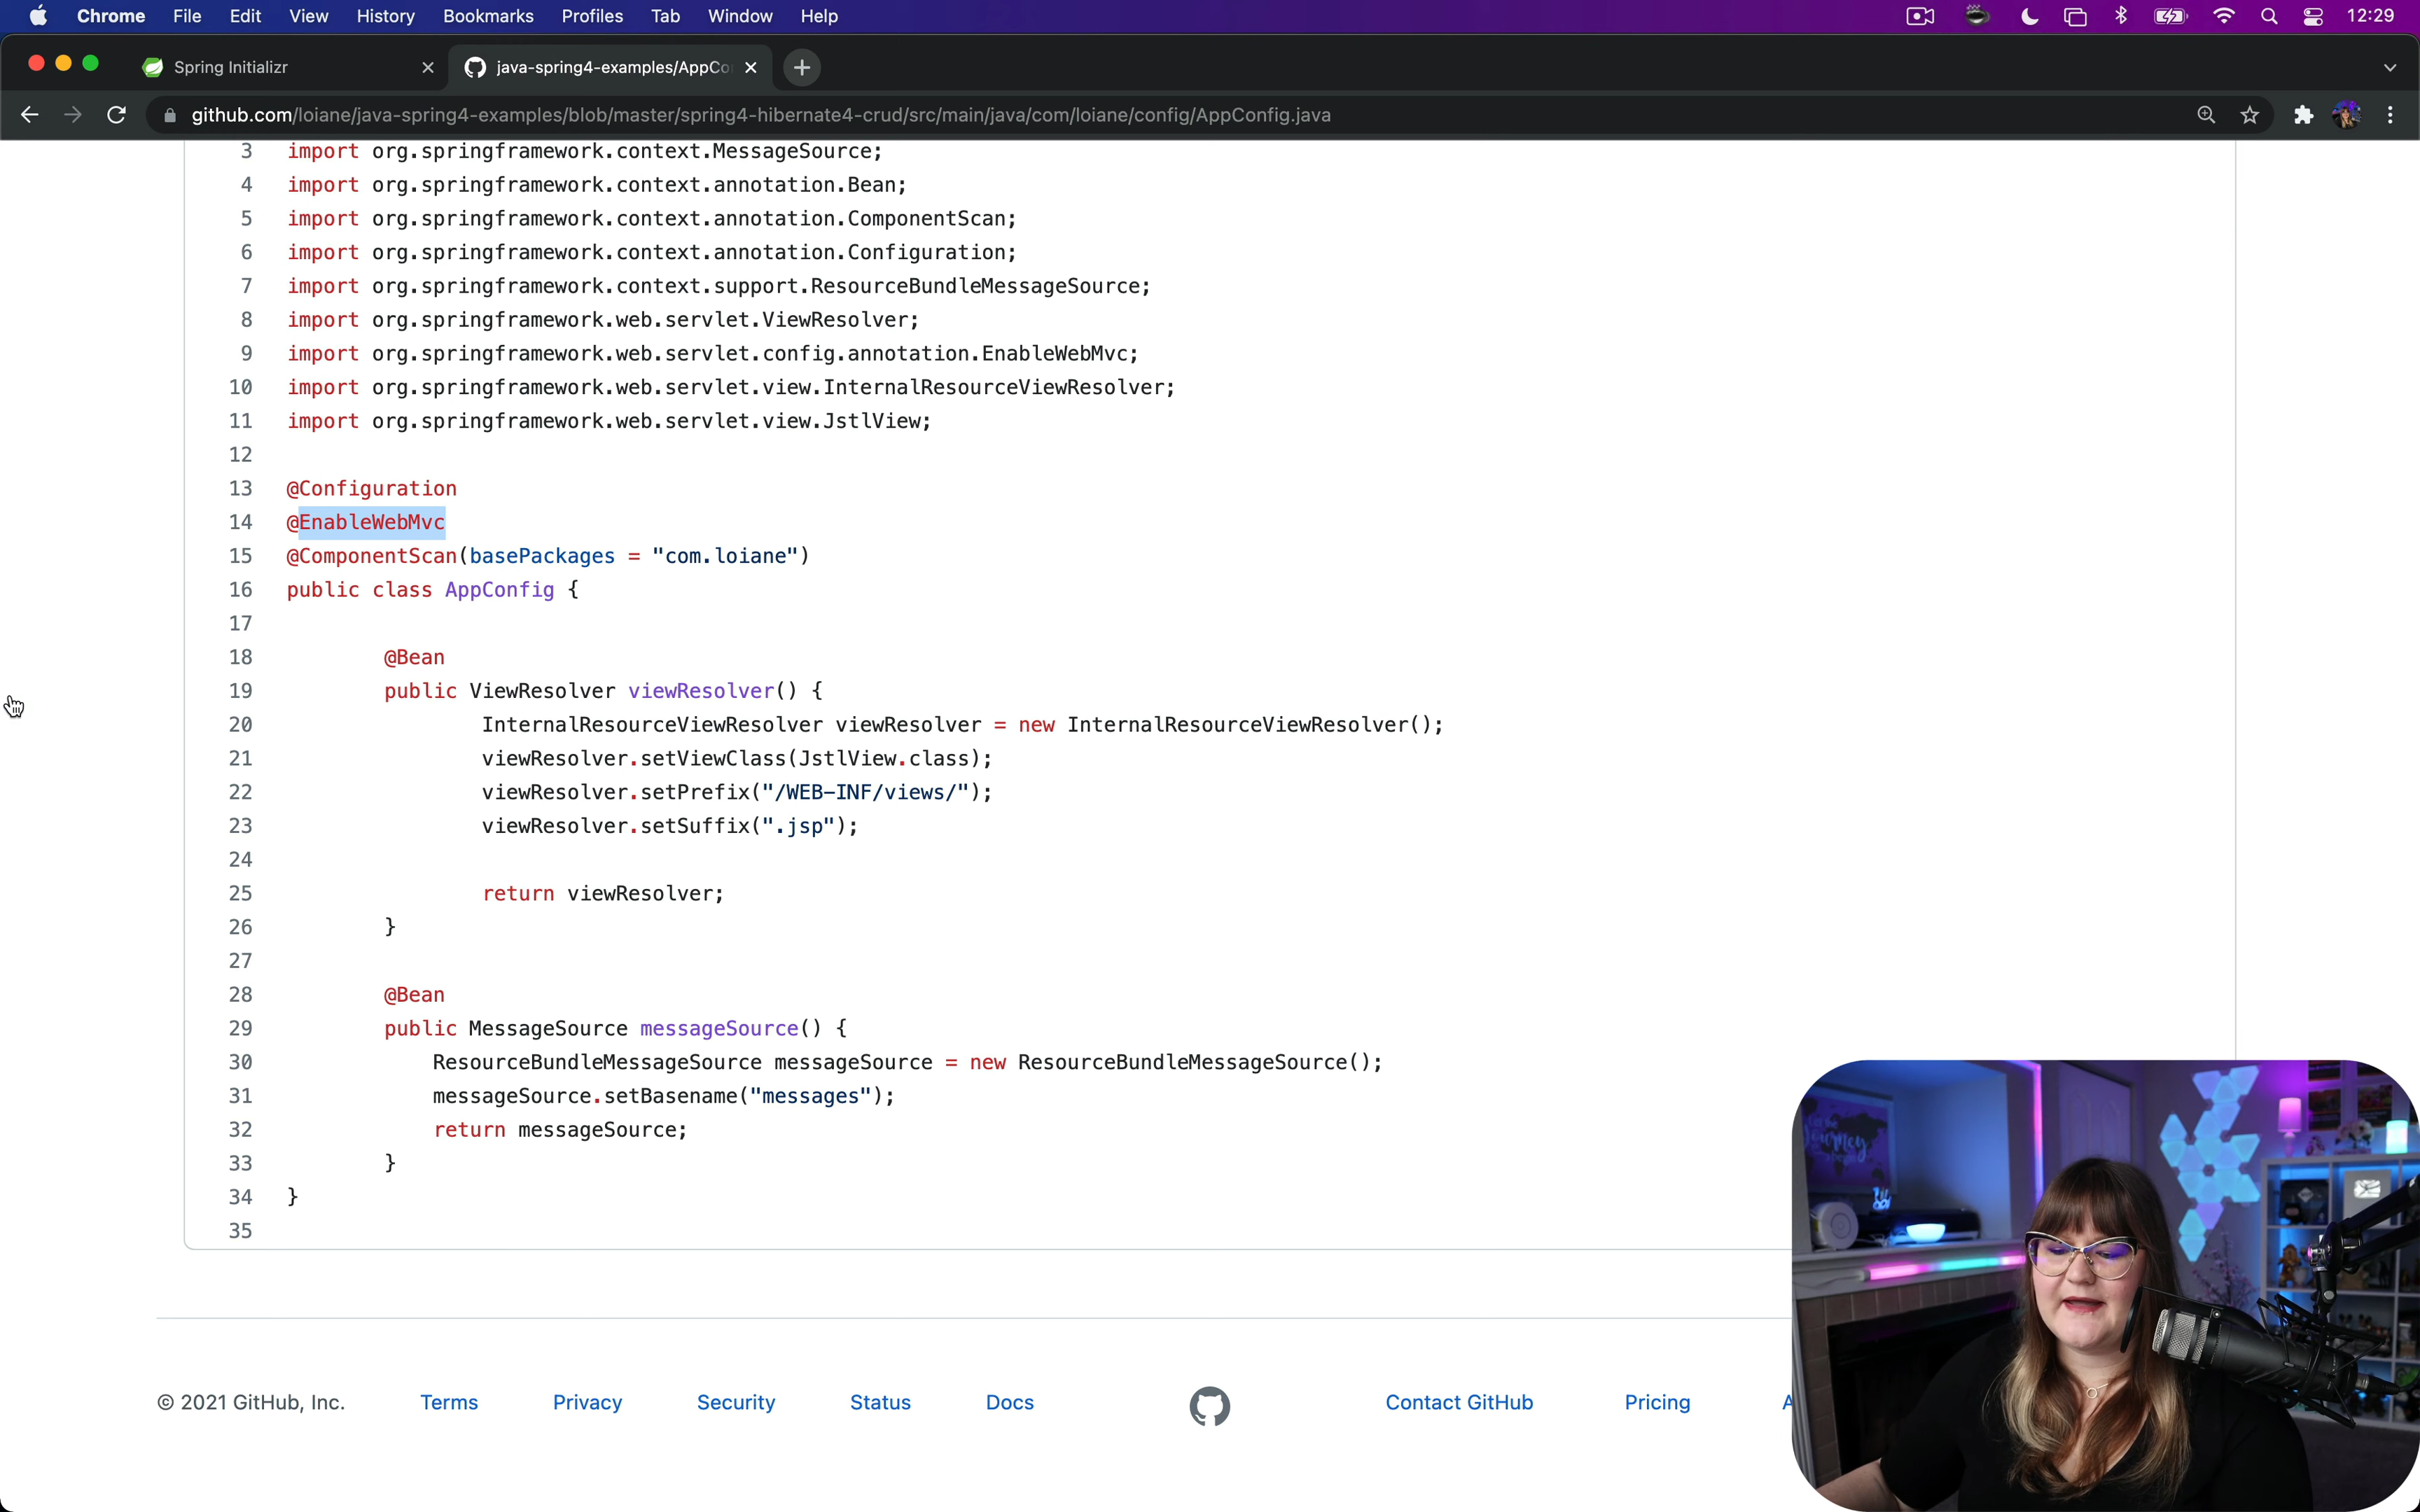 Chrome File Edit View History Bookmarks Profiles Tab Window Help 12:29
Spring Initializr java-spring4-examples/AppCo
github.com/loiane/java-spring4-examples/blob/master/spring4-hibernate4-crud/src/main/java/com/loiane/config/AppConfig.java
3 import org.springframework.context.MessageSource;
4 import org.springframework.context.annotation.Bean;
5 import org.springframework.context.annotation.ComponentScan;
6 import org.springframework.context.annotation.Configuration;
7 import org.springframework.context.support.ResourceBundleMessageSource;
8 import org.springframework.web.servlet.ViewResolver;
9 import org.springframework.web.servlet.config.annotation.EnableWebMvc;
10 import org.springframework.web.servlet.view.InternalResourceViewResolver;
11 import org.springframework.web.servlet.view.JstlView;
12
13 @Configuration
14 @EnableWebMvc
15 @ComponentScan(basePackages = "com.loiane")
16 public class AppConfig {
17
18 @Bean
19 public ViewResolver viewResolver() {
20 InternalResourceViewResolver viewResolver = new InternalResourceViewResolver();
21 viewResolver.setViewClass(JstlView.class);
22 viewResolver.setPrefix("/WEB-INF/views/");
23 viewResolver.setSuffix(".jsp");
24
25 return viewResolver;
26 }
27
28 @Bean
29 public MessageSource messageSource() {
30 ResourceBundleMessageSource messageSource = new ResourceBundleMessageSource();
31 messageSource.setBasename("messages");
32 return messageSource;
33 }
34 }
35
© 2021 GitHub, Inc. Terms Privacy Security Status Docs Contact GitHub Pricing